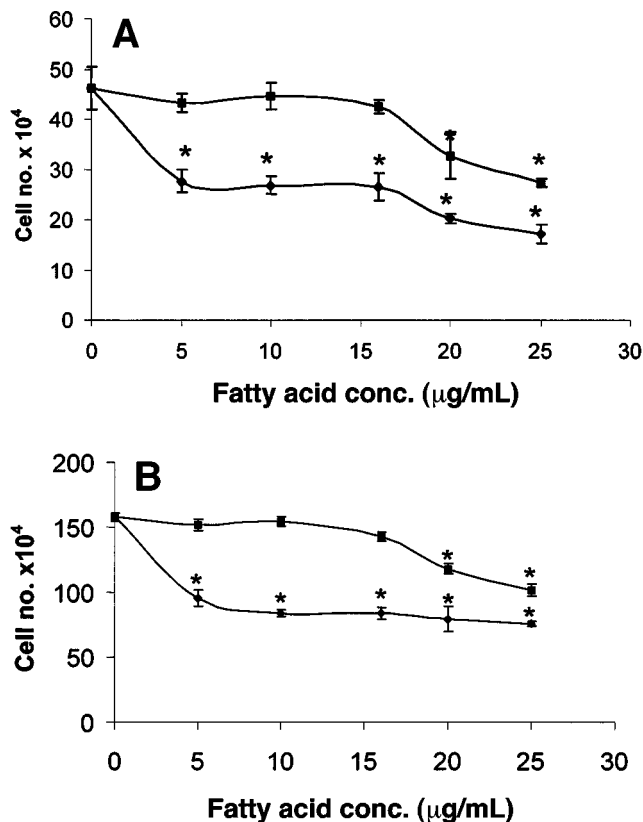 A
60
50
40
30
20
10
0
Cell no. x 10⁴
* * * * * * *
0 5 10 15 20 25 30
Fatty acid conc. (μg/mL)
B
200
150
100
50
0
Cell no. x10⁴
* * * * * * *
0 5 10 15 20 25 30
Fatty acid conc. (μg/mL)